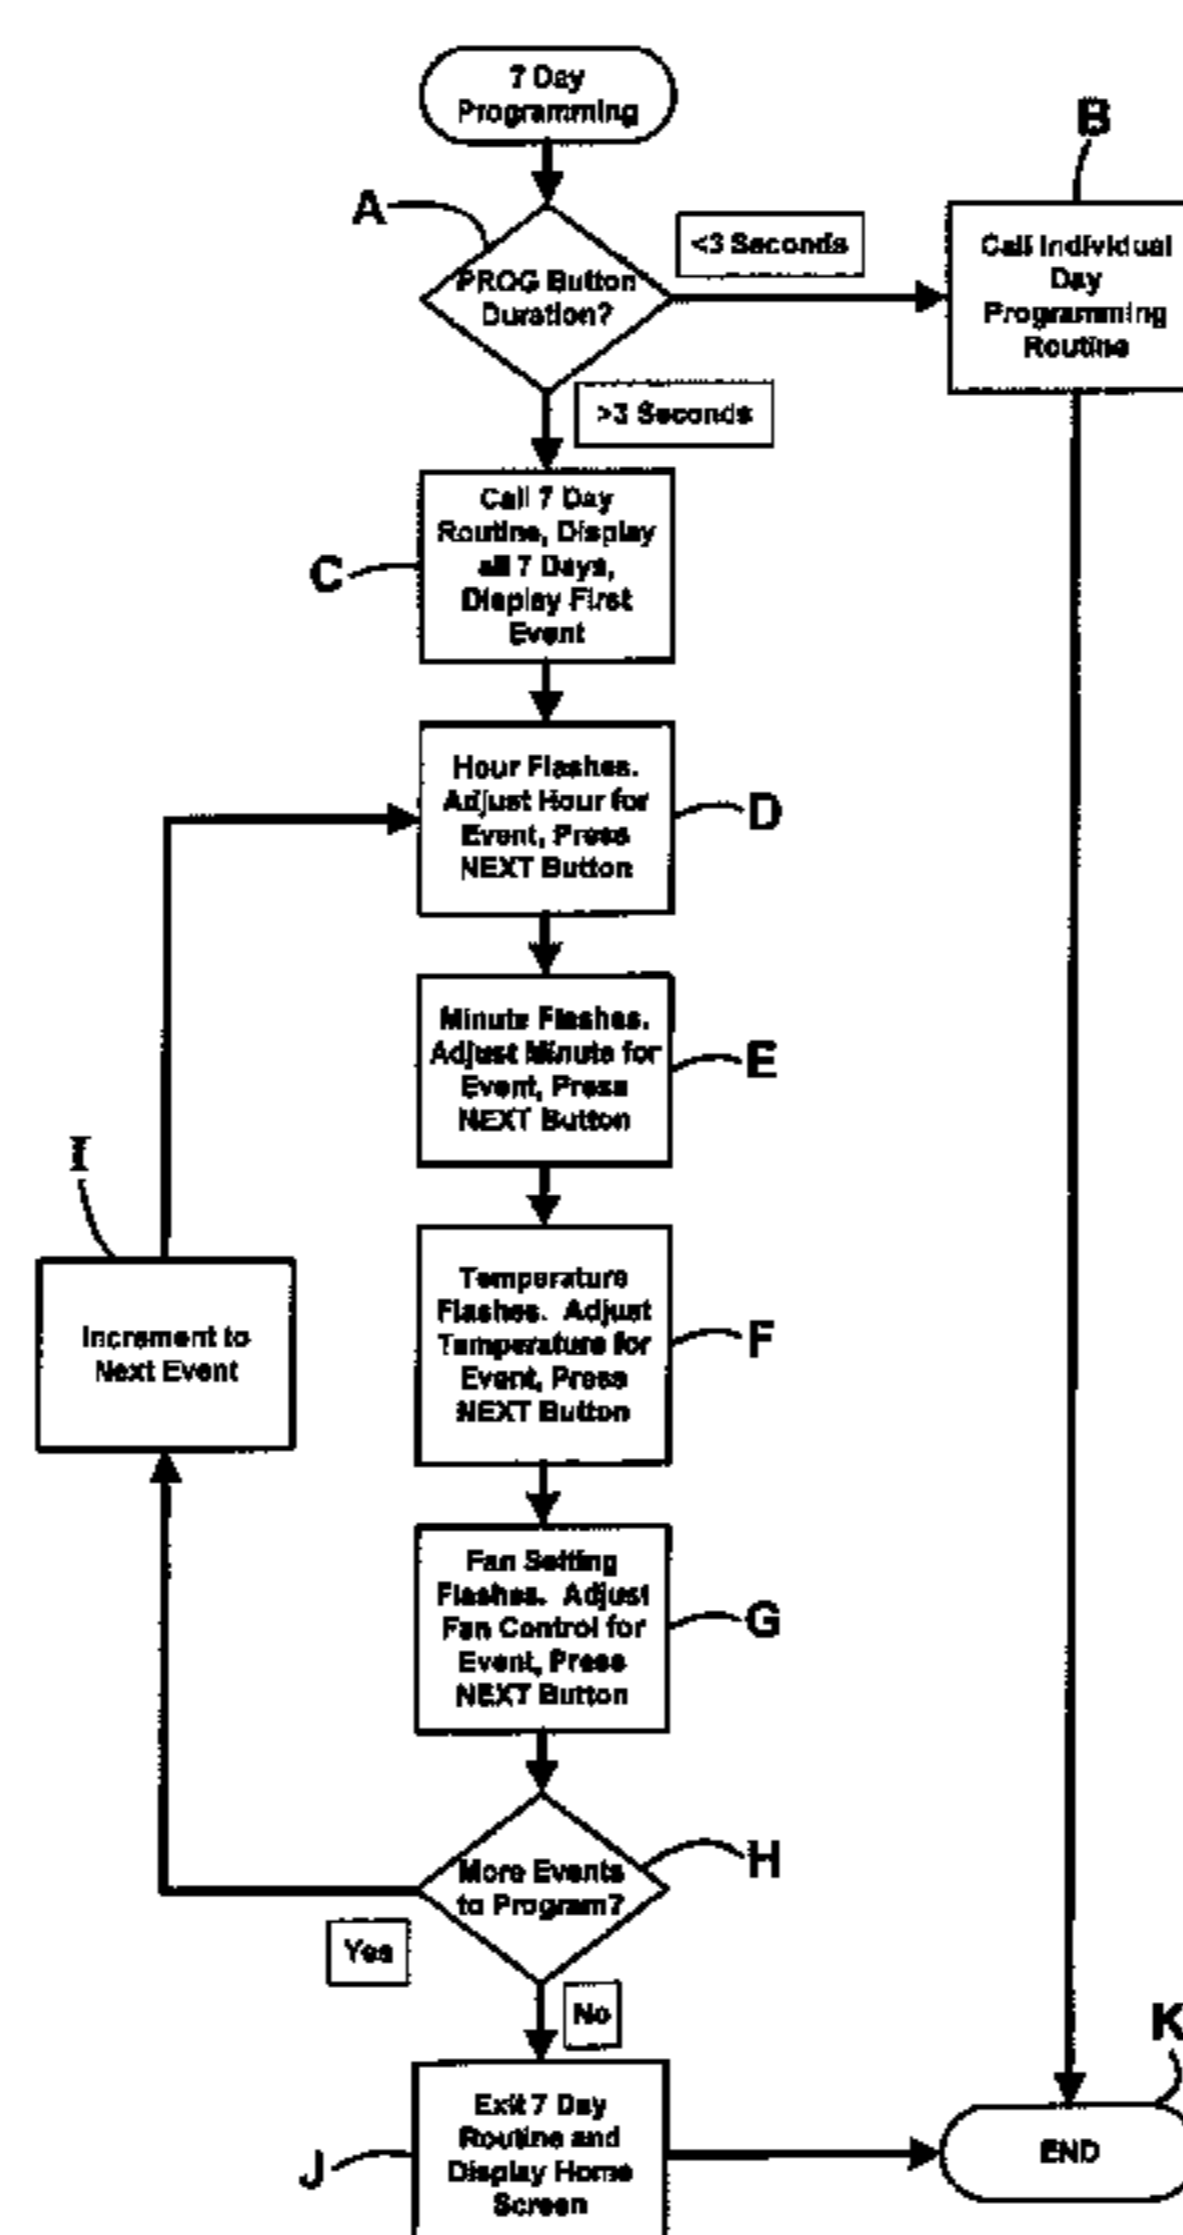 7 Day
Programming
A
PROG Button
Duration?
<3 Seconds
B
Call Individual
Day
Programming
Routine
>3 Seconds
C
Call 7 Day
Routine, Display
all 7 Days,
Display First
Event
Hour Flashes.
Adjust Hour for
Event, Press
NEXT Button
D
Minute Flashes.
Adjust Minute for
Event, Press
NEXT Button
E
I
Increment to
Next Event
Temperature
Flashes. Adjust
Temperature for
Event, Press
NEXT Button
F
Fan Setting
Flashes. Adjust
Fan Control for
Event, Press
NEXT Button
G
More Events
to Program?
H
Yes
No
J
Exit 7 Day
Routine and
Display Home
Screen
K
END